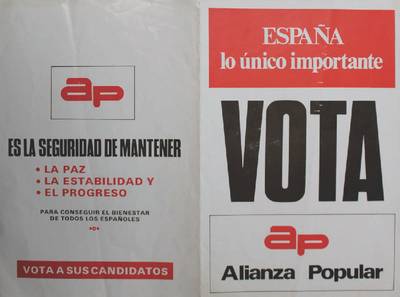 ap
ES LA SEGURIDAD DE MANTENER
• LA PAZ
• LA ESTABILIDAD Y
• EL PROGRESO
PARA CONSEGUIR EL BIENESTAR
DE TODOS LOS ESPAÑOLES
VOTA A SUS CANDIDATOS
ESPAÑA
lo único importante
VOTA
ap
Alianza Popular